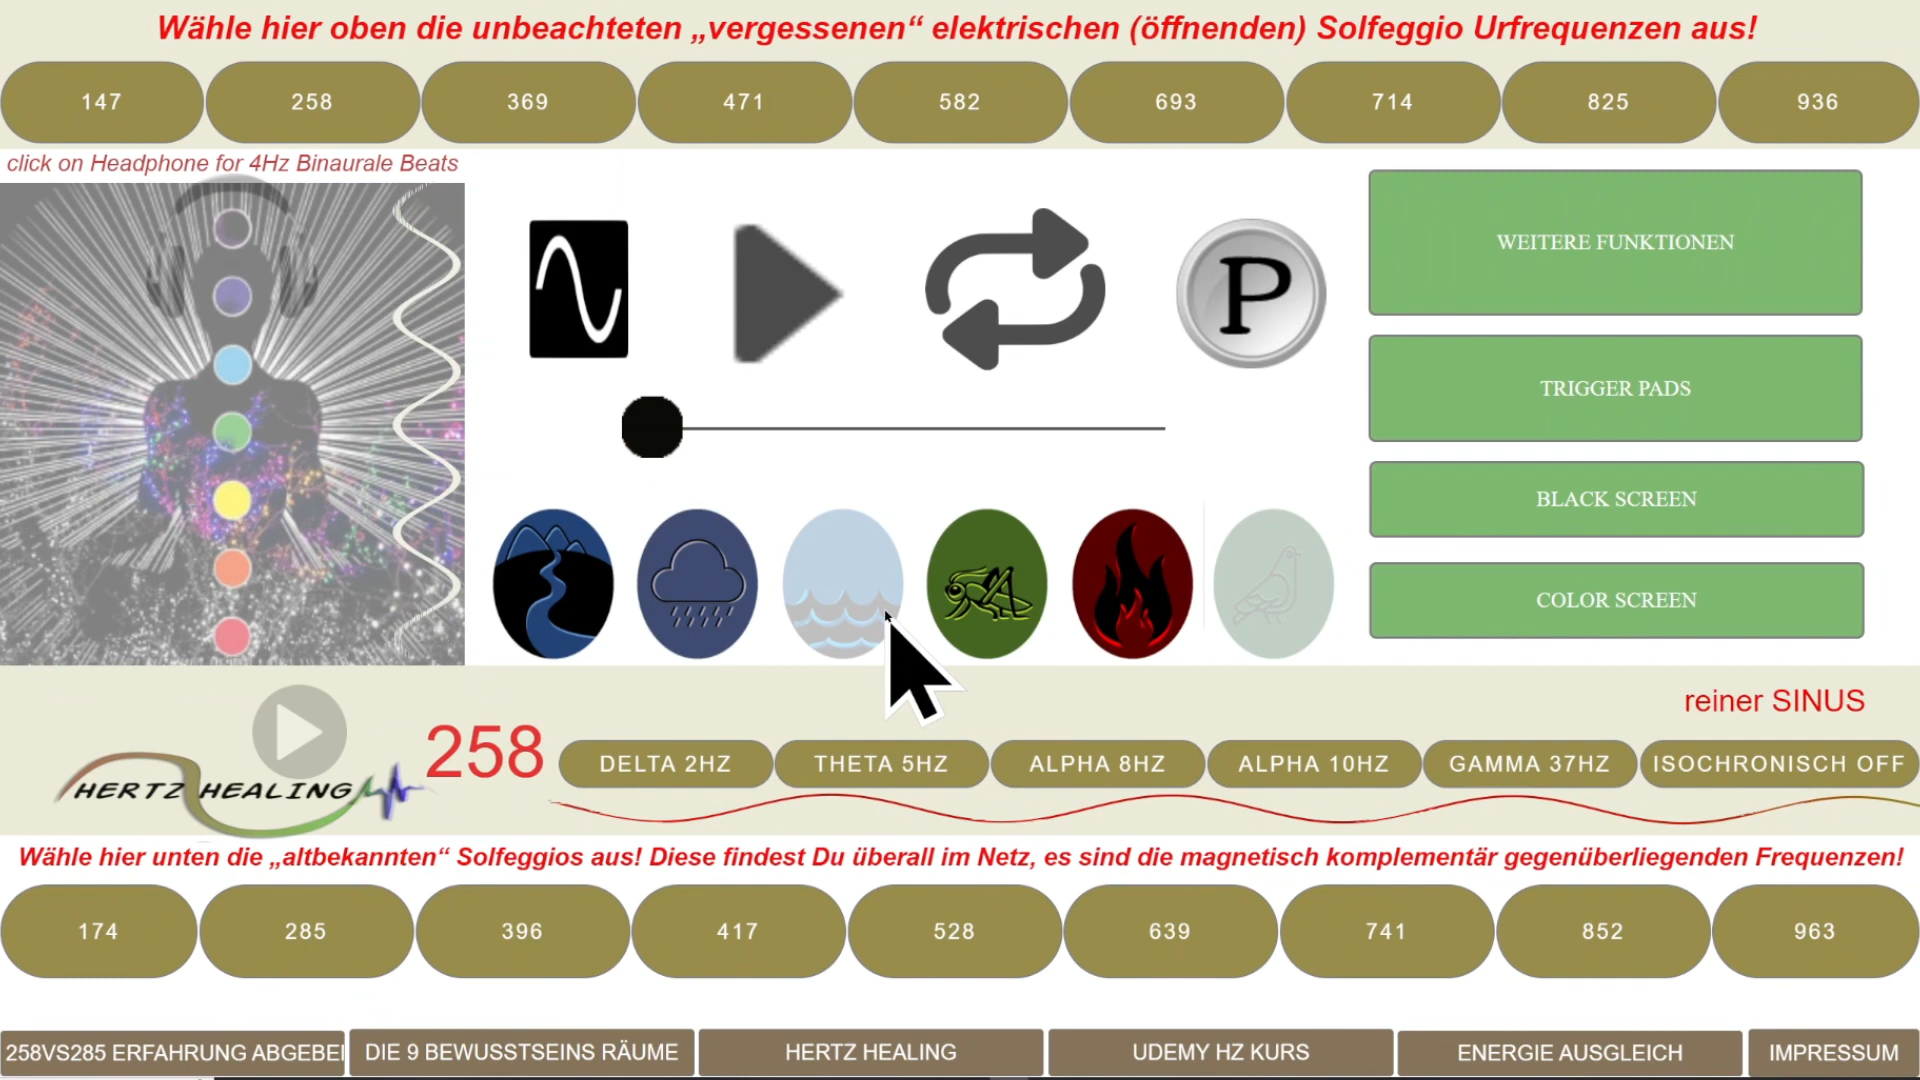 Wähle hier oben die unbeachteten „vergessenen“ elektrischen (öffnenden) Solfeggio Urfrequenzen aus!
147 258 369 471 582 693 714 825 936
click on Headphone for 4Hz Binaurale Beats
P
WEITERE FUNKTIONEN
TRIGGER PADS
BLACK SCREEN
COLOR SCREEN
reiner SINUS
HERTZ HEALING
258
DELTA 2HZ THETA 5HZ ALPHA 8HZ ALPHA 10HZ GAMMA 37HZ ISOCHRONISCH OFF
Wähle hier unten die „altbekannten“ Solfeggios aus! Diese findest Du überall im Netz, es sind die magnetisch komplementär gegenüberliegenden Frequenzen!
174 285 396 417 528 639 741 852 963
258VS285 ERFAHRUNG ABGEBEI DIE 9 BEWUSSTSEINS RÄUME HERTZ HEALING UDEMY HZ KURS ENERGIE AUSGLEICH IMPRESSUM